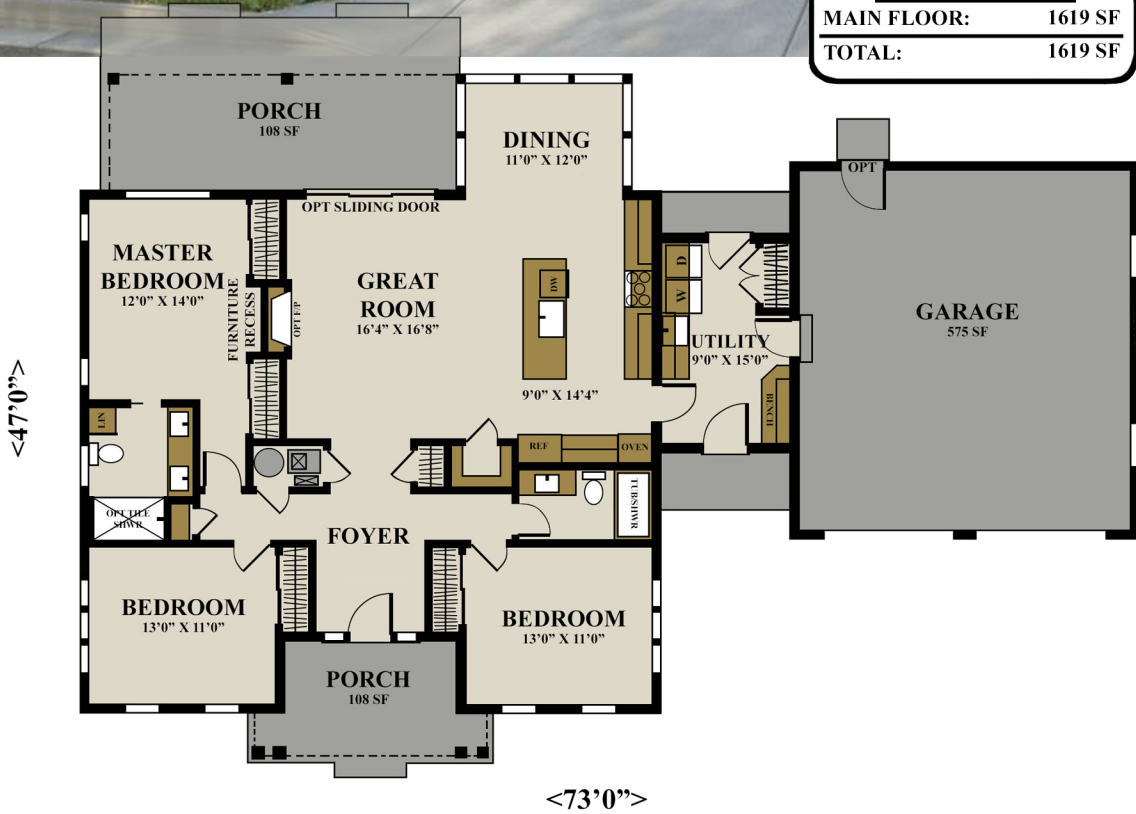 MAIN FLOOR: 1619 SF
TOTAL: 1619 SF
PORCH
108 SF
DINING
11’0” X 12’0”
OPT
OPT SLIDING DOOR
MASTER
BEDROOM
12’0” X 14’0”
FURNITURE
RECESS
OPT F/P
GREAT
ROOM
16’4” X 16’8”
DW
9’0” X 14’4”
D
W
UTILITY
9’0” X 15’0”
BENCH
GARAGE
575 SF
<47’0”>
LIN
REF
OVEN
OPT TILE
SHWR
TUB/SHWR
FOYER
BEDROOM
13’0” X 11’0”
BEDROOM
13’0” X 11’0”
PORCH
108 SF
<73’0”>